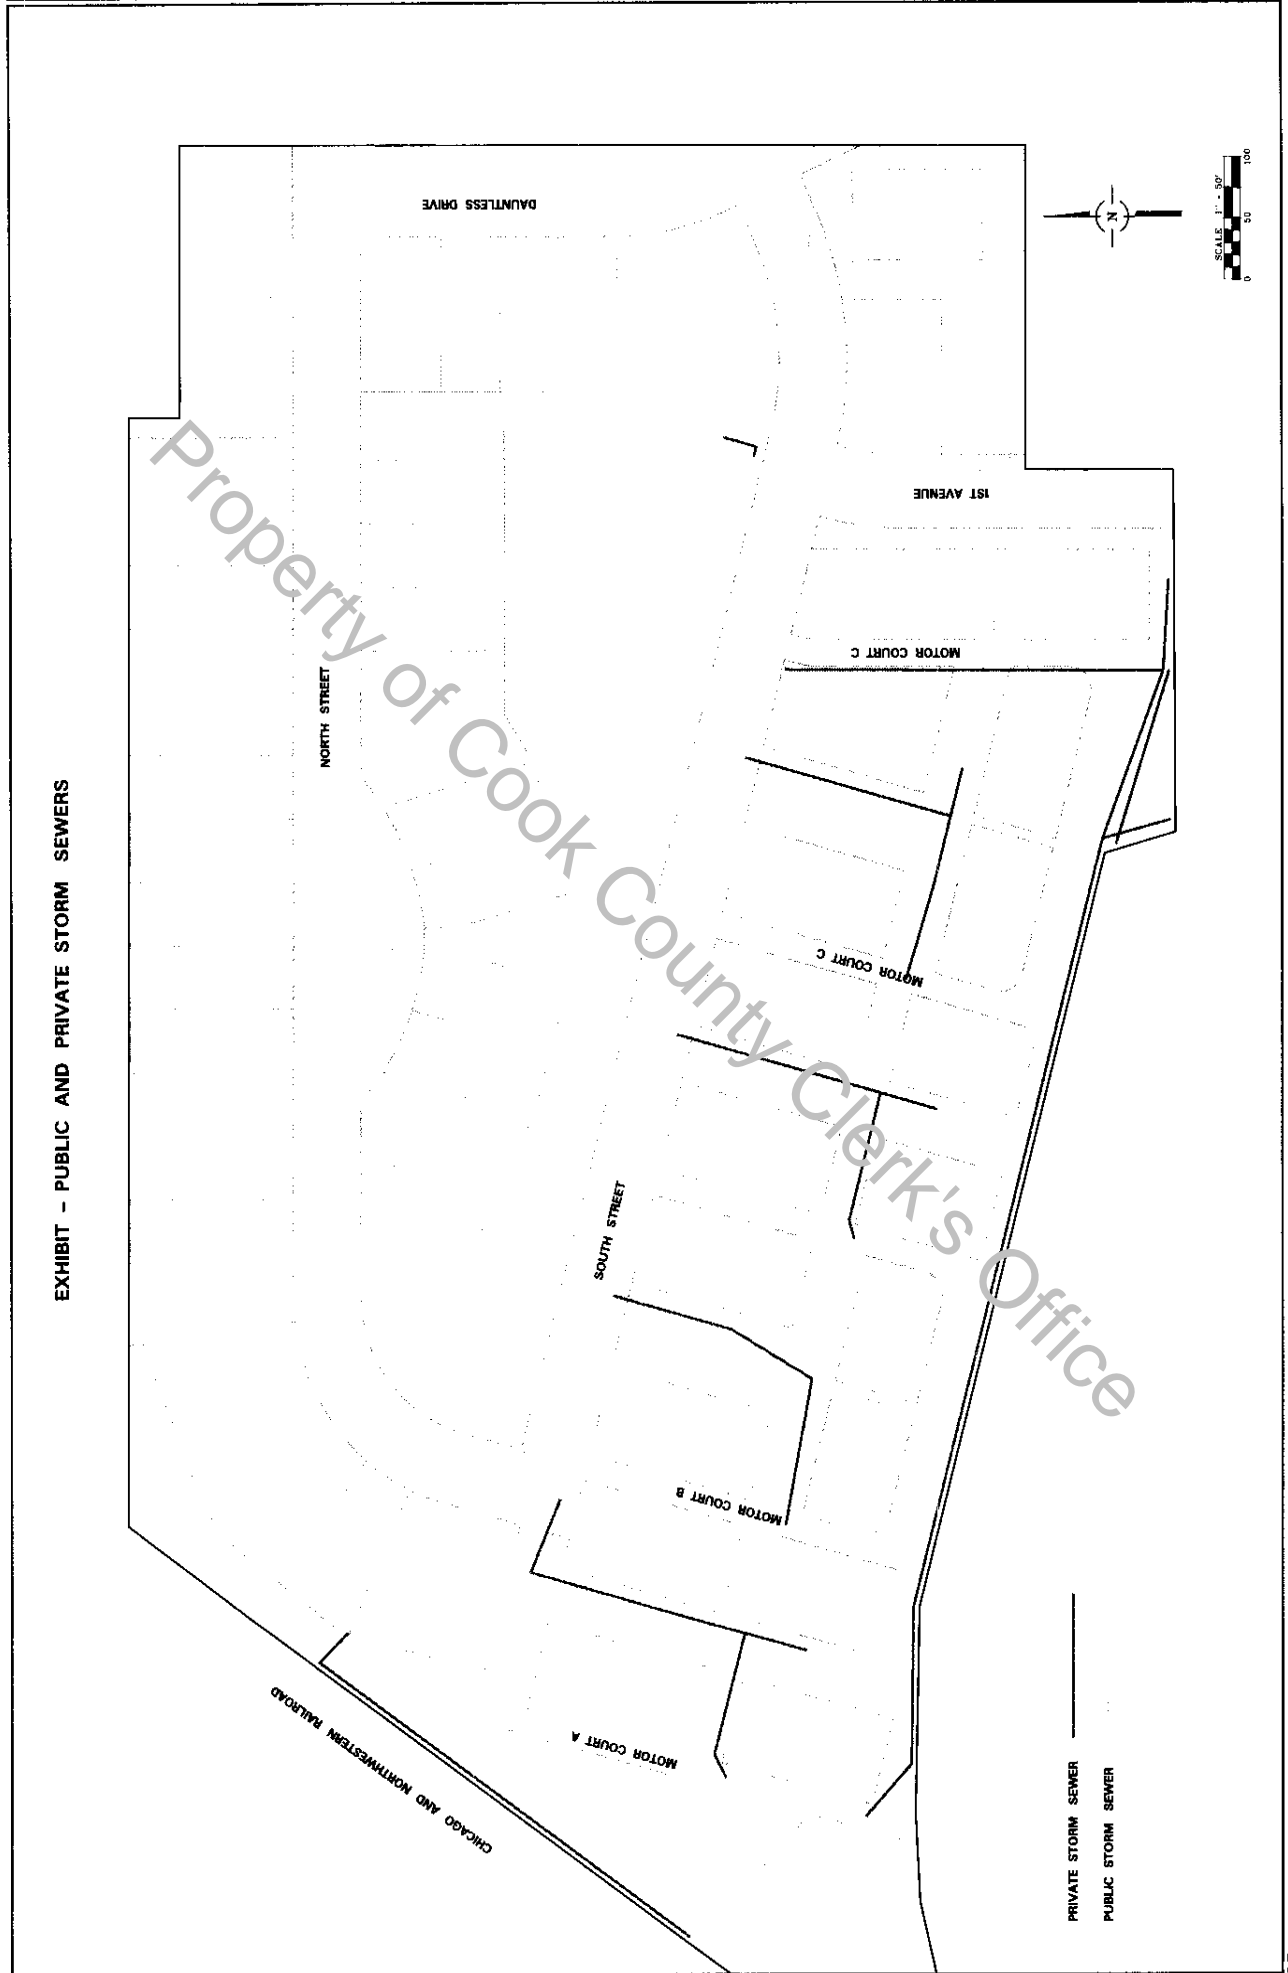 EXHIBIT - PUBLIC AND PRIVATE STORM SEWERS
DAUNTLESS DRIVE
N
SCALE 1" - 50'
0 50 100
1ST AVENUE
NORTH STREET
MOTOR COURT C
MOTOR COURT C
SOUTH STREET
MOTOR COURT B
MOTOR COURT A
CHICAGO AND NORTHWESTERN RAILROAD
PRIVATE STORM SEWER
PUBLIC STORM SEWER
Property of Cook County Clerk's Office